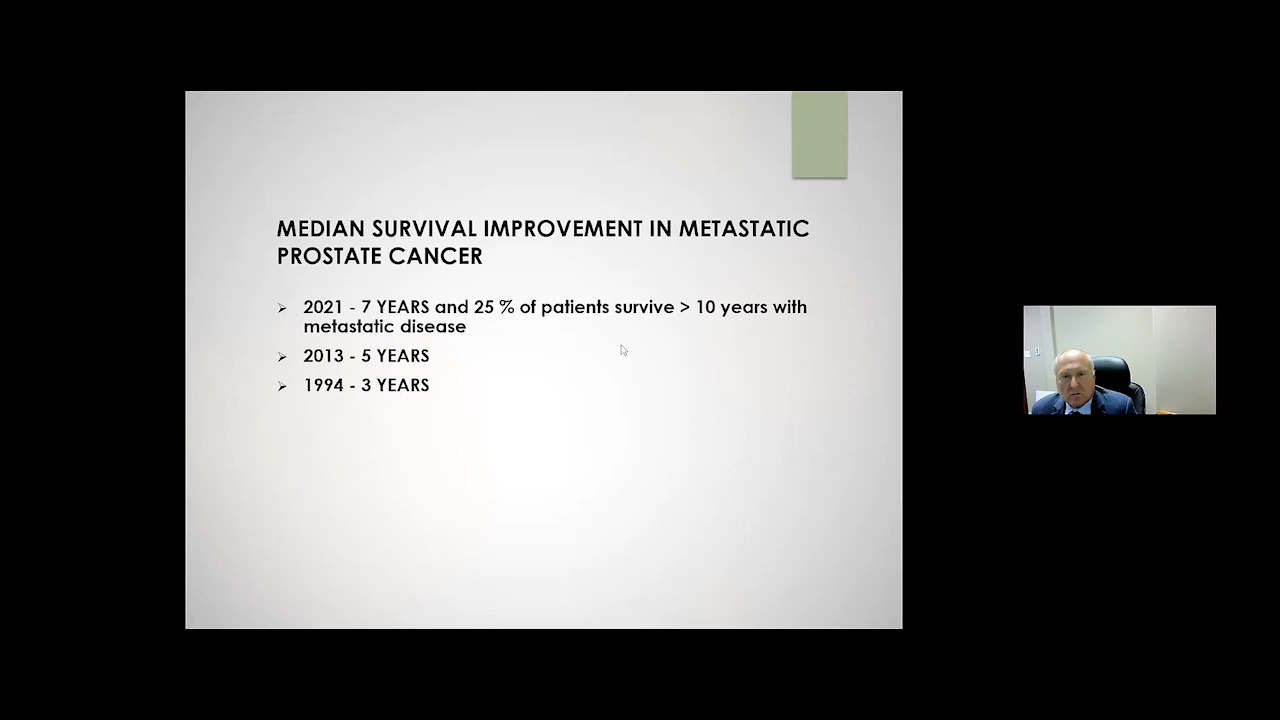 MEDIAN SURVIVAL IMPROVEMENT IN METASTATIC
PROSTATE CANCER
2021 - 7 YEARS and 25 % of patients survive > 10 years with
metastatic disease
2013 - 5 YEARS
1994 - 3 YEARS